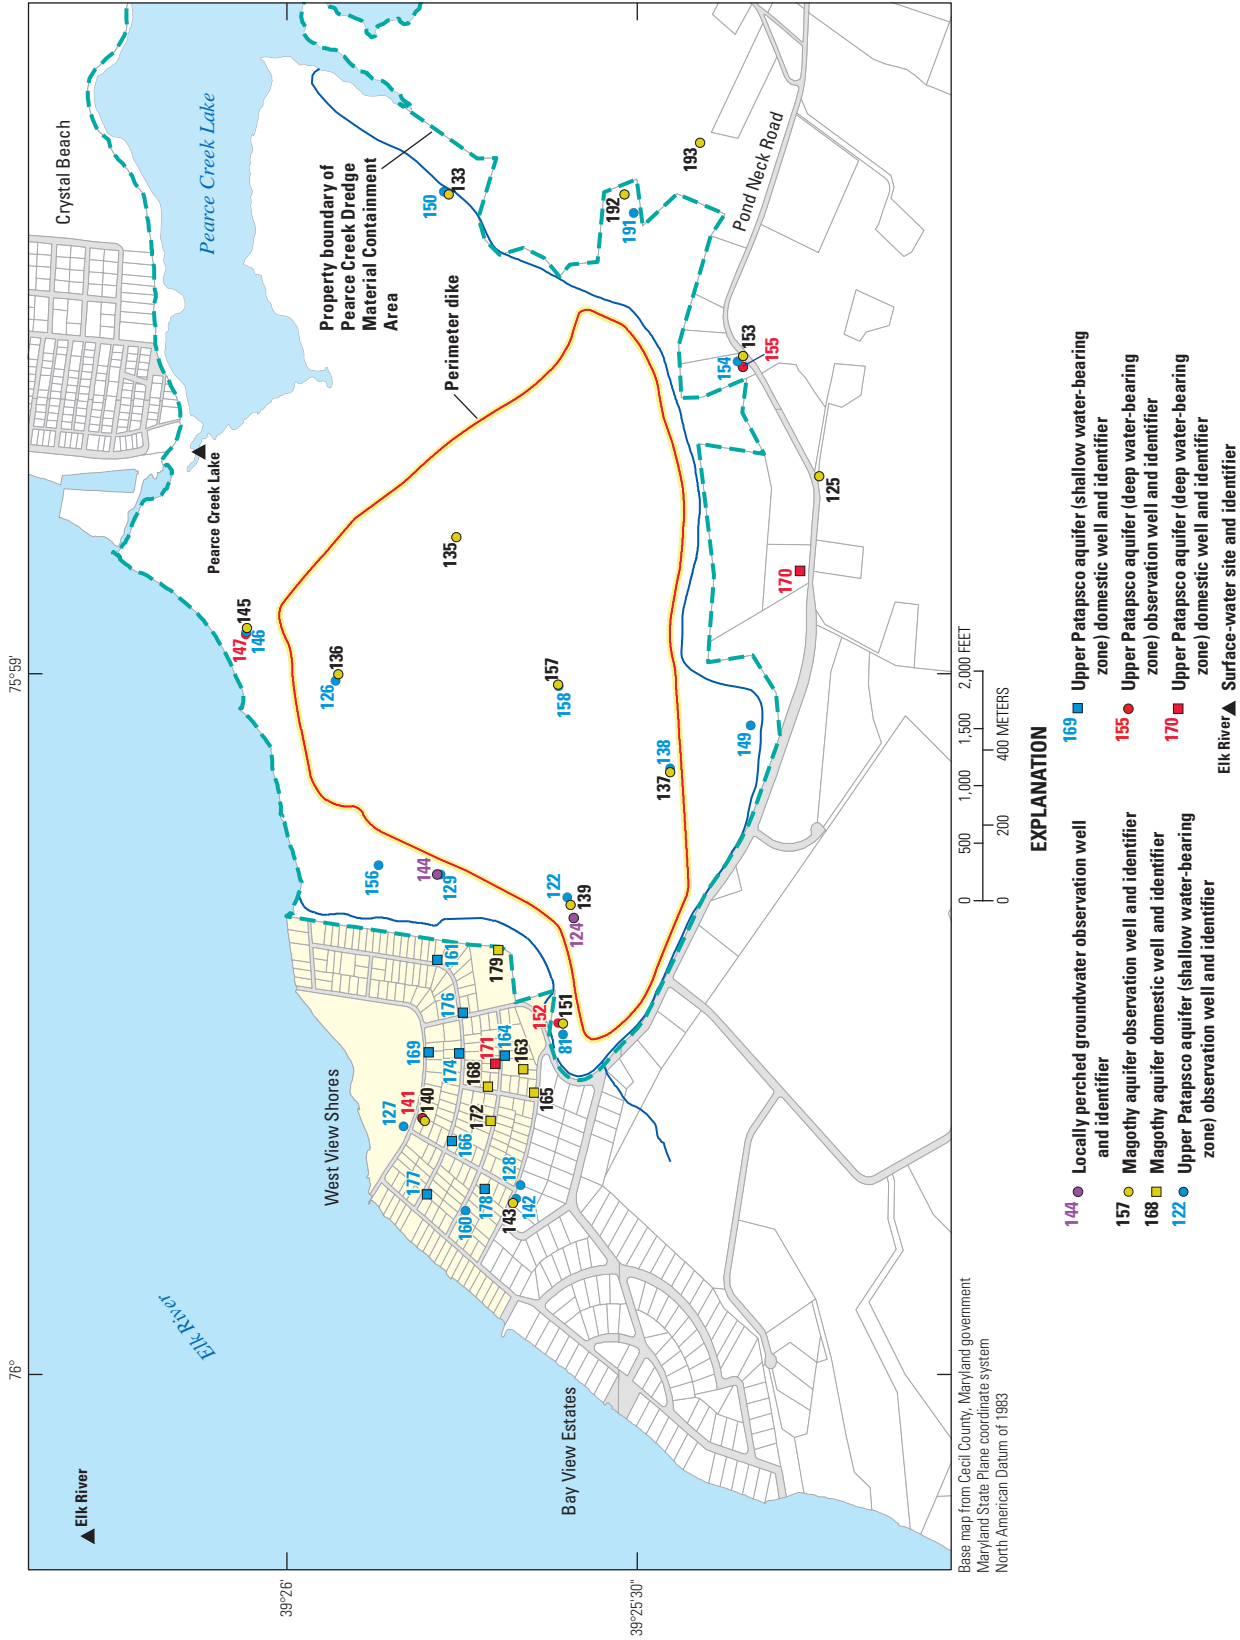 76°
75°59'
39°26'
39°25'30"
Elk River
Elk River
West View Shores
Bay View Estates
Crystal Beach
Pearce Creek Lake
Pearce Creek Lake
Property boundary of
Pearce Creek Dredge
Material Containment
Area
Perimeter dike
Pond Neck Road
177
127
141
140
169
176
161
174
171
164
168
163
172
165
166
178
160
128
142
143
179
152
151
81
156
144
129
122
139
124
147
146
145
126
136
135
157
158
138
137
149
150
133
192
191
193
154
153
155
125
170
Base map from Cecil County, Maryland government
Maryland State Plane coordinate system
North American Datum of 1983
0 500 1,000 1,500 2,000 FEET
0 200 400 METERS
EXPLANATION
144 Locally perched groundwater observation well
and identifier
157 Magothy aquifer observation well and identifier
168 Magothy aquifer domestic well and identifier
122 Upper Patapsco aquifer (shallow water-bearing
zone) observation well and identifier
169 Upper Patapsco aquifer (shallow water-bearing
zone) domestic well and identifier
155 Upper Patapsco aquifer (deep water-bearing
zone) observation well and identifier
170 Upper Patapsco aquifer (deep water-bearing
zone) domestic well and identifier
Elk River Surface-water site and identifier